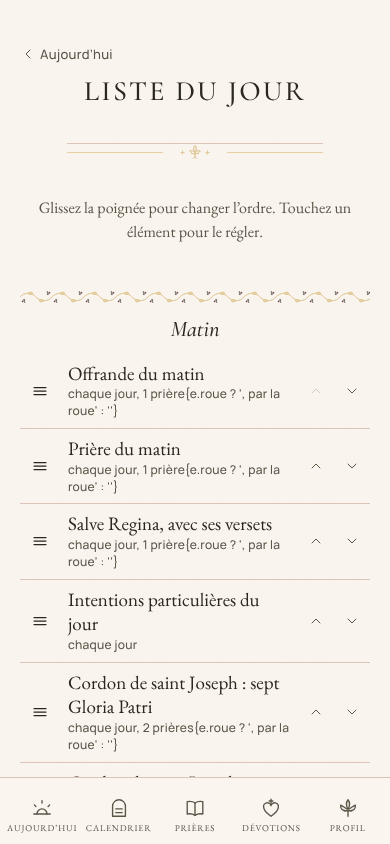 Aujourd'hui
LISTE DU JOUR
Glissez la poignée pour changer l'ordre. Touchez un
élément pour le régler.
Matin
Offrande du matin
chaque jour, 1 prière{e.roue ? ', par la
roue' : ''}
Prière du matin
chaque jour, 1 prière{e.roue ? ', par la
roue' : ''}
Salve Regina, avec ses versets
chaque jour, 1 prière{e.roue ? ', par la
roue' : ''}
Intentions particulières du
jour
chaque jour
Cordon de saint Joseph : sept
Gloria Patri
chaque jour, 2 prières{e.roue ? ', par la
roue' : ''}
AUJOURD'HUI CALENDRIER PRIÈRES DÉVOTIONS PROFIL